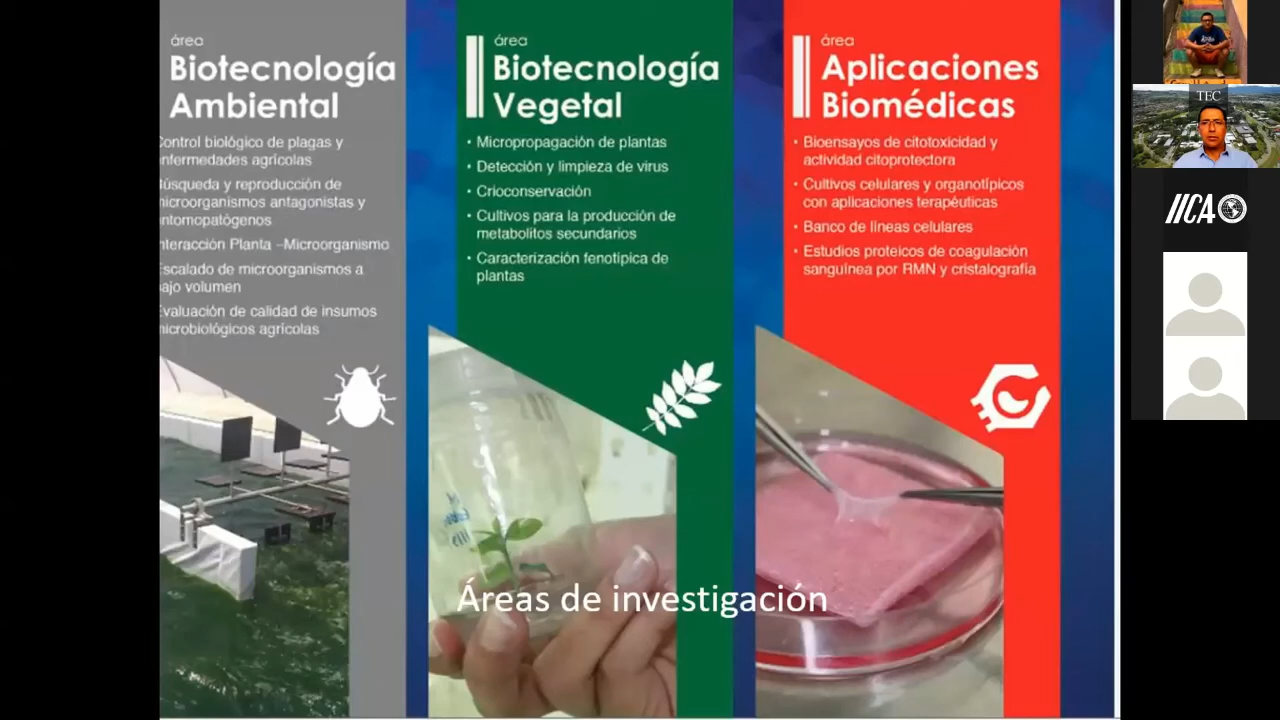 área
Biotecnología
Ambiental
Control biológico de plagas y
enfermedades agrícolas
Búsqueda y reproducción de
microorganismos antagonistas y
entomopatógenos
Interacción Planta –Microorganismo
Escalado de microorganismos a
bajo volumen
Evaluación de calidad de insumos
microbiológicos agrícolas
área
Biotecnología
Vegetal
• Micropropagación de plantas
• Detección y limpieza de virus
• Crioconservación
• Cultivos para la producción de
metabolitos secundarios
• Caracterización fenotípica de
plantas
área
Aplicaciones
Biomédicas
• Bioensayos de citotoxicidad y
actividad citoprotectora
• Cultivos celulares y organotípicos
con aplicaciones terapéuticas
• Banco de líneas celulares
• Estudios proteicos de coagulación
sanguínea por RMN y cristalografía
Áreas de investigación
TEC
IICA